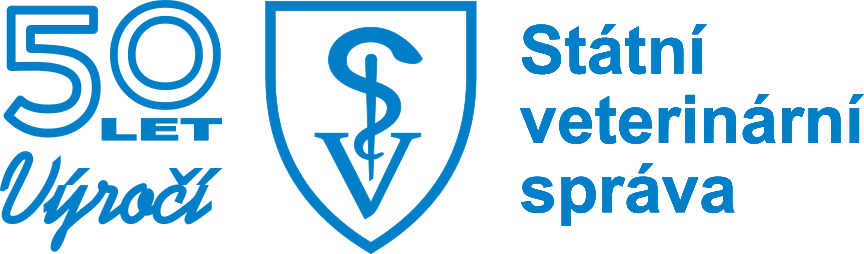 50
LET
Výročí
V
Státní
veterinární
správa